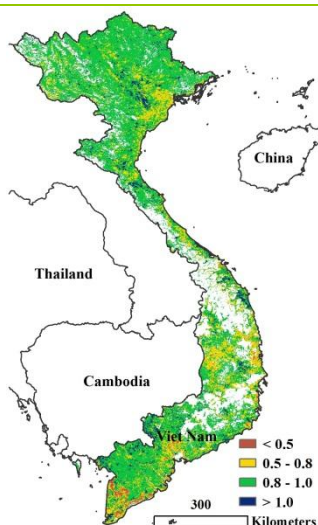 China
Thailand
Cambodia
Viet Nam
< 0.5
0.5 - 0.8
0.8 - 1.0
> 1.0
300
Kilometers